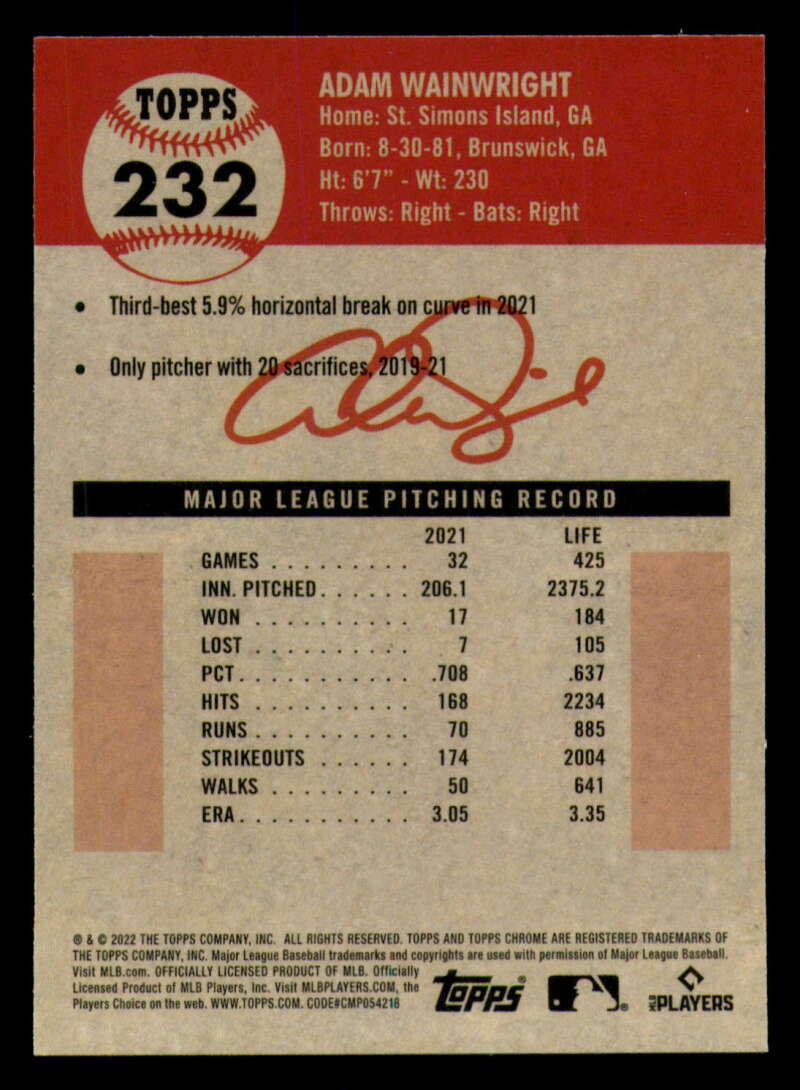 TOPPS
232
ADAM WAINWRIGHT
Home: St. Simons Island, GA
Born: 8-30-81, Brunswick, GA
Ht: 6'7" - Wt: 230
Throws: Right - Bats: Right
• Third-best 5.9% horizontal break on curve in 2021
• Only pitcher with 20 sacrifices, 2019-21
MAJOR LEAGUE PITCHING RECORD
2021 LIFE
GAMES . . . . . . . . . 32 425
INN. PITCHED. . . . . . 206.1 2375.2
WON . . . . . . . . . . 17 184
LOST . . . . . . . . . . 7 105
PCT. . . . . . . . . . . .708 .637
HITS . . . . . . . . . . 168 2234
RUNS. . . . . . . . . . 70 885
STRIKEOUTS . . . . . . 174 2004
WALKS . . . . . . . . . 50 641
ERA. . . . . . . . . . . 3.05 3.35
® & © 2022 THE TOPPS COMPANY, INC. ALL RIGHTS RESERVED. TOPPS AND TOPPS CHROME ARE REGISTERED TRADEMARKS OF
THE TOPPS COMPANY, INC. Major League Baseball trademarks and copyrights are used with permission of Major League Baseball.
Visit MLB.com. OFFICIALLY LICENSED PRODUCT OF MLB. Officially
Licensed Product of MLB Players, Inc. Visit MLBPLAYERS.COM, the
Players Choice on the web. WWW.TOPPS.COM. CODE#CMP054218
TOPPS®
MLB PLAYERS